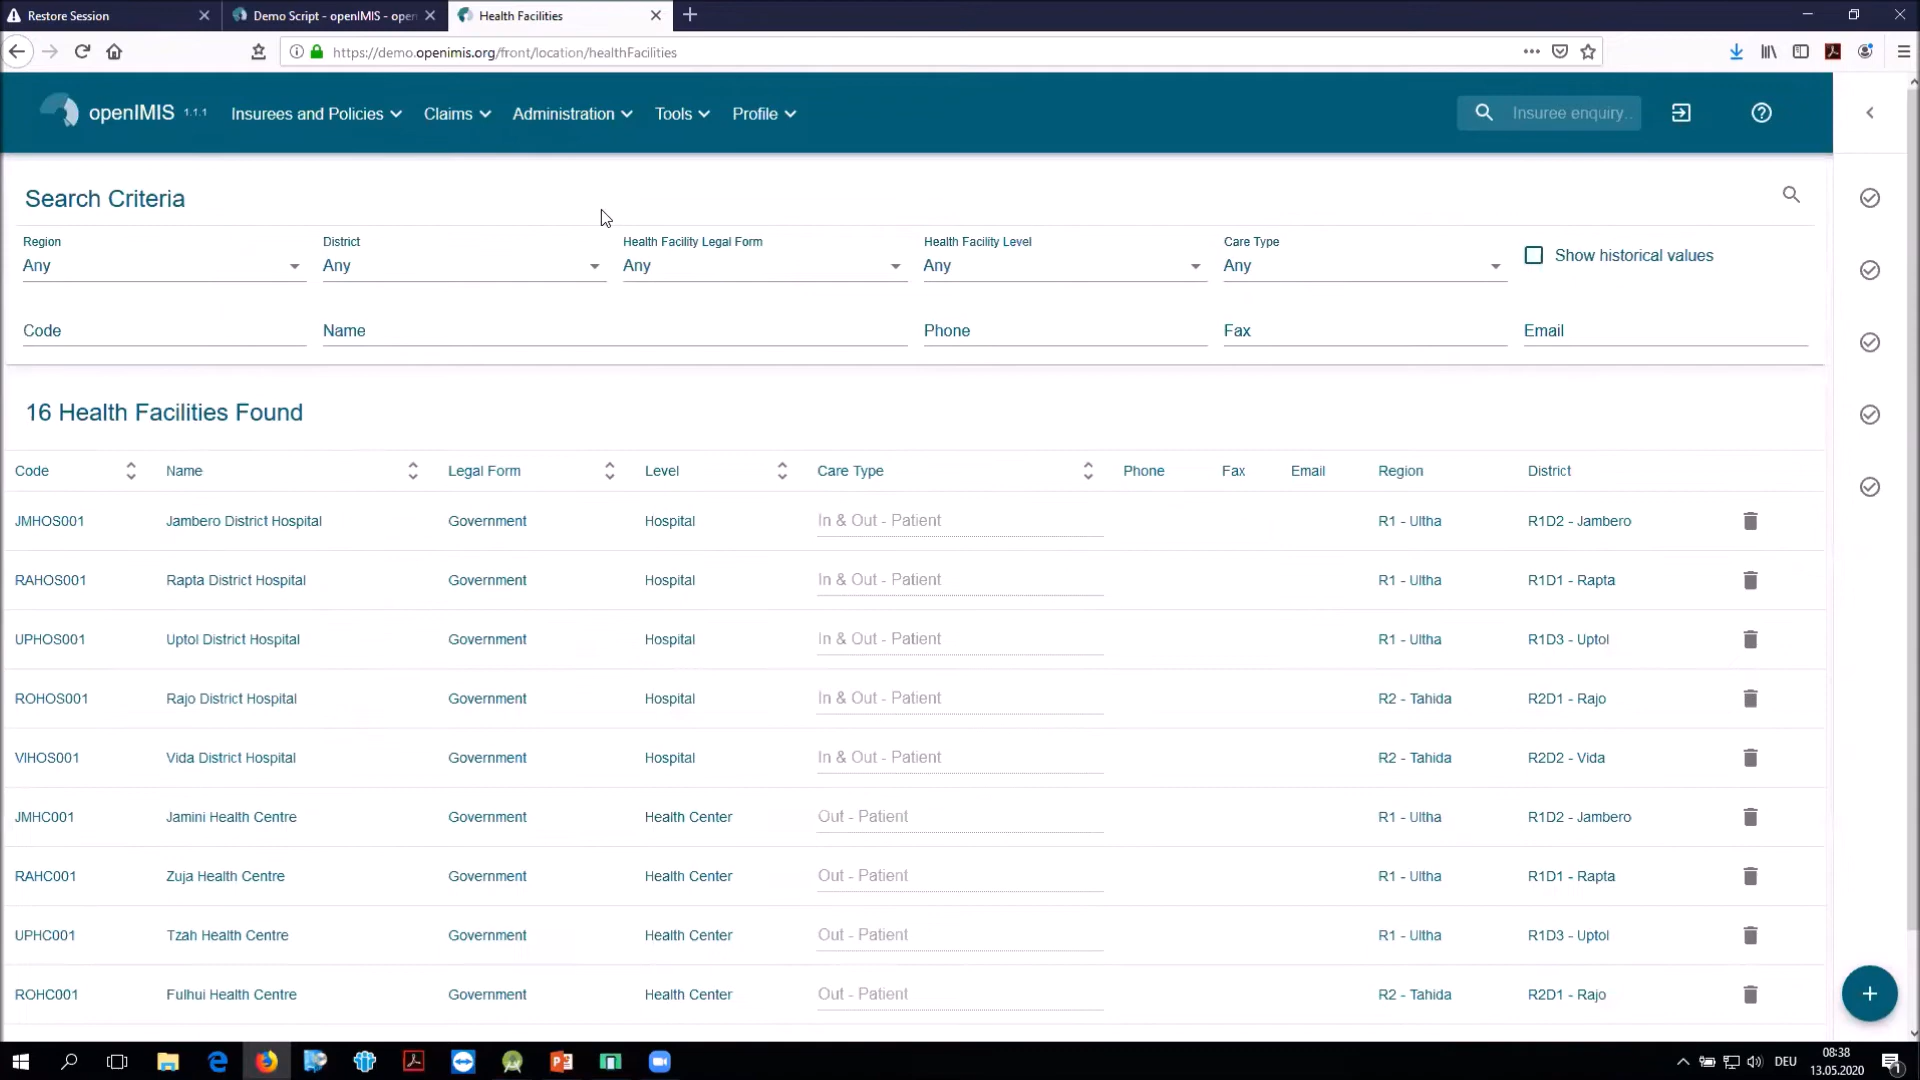 Restore Session
Demo Script - openIMIS - open
Health Facilities
https://demo.openimis.org/front/location/healthFacilities
openIMIS 1.1.1 Insurees and Policies Claims Administration Tools Profile Insuree enquiry..
Search Criteria
Region District Health Facility Legal Form Health Facility Level Care Type
Any Any Any Any Any Show historical values
Code Name Phone Fax Email
16 Health Facilities Found
Code Name Legal Form Level Care Type Phone Fax Email Region District
JMHOS001 Jambero District Hospital Government Hospital In & Out - Patient R1 - Ultha R1D2 - Jambero
RAHOS001 Rapta District Hospital Government Hospital In & Out - Patient R1 - Ultha R1D1 - Rapta
UPHOS001 Uptol District Hospital Government Hospital In & Out - Patient R1 - Ultha R1D3 - Uptol
ROHOS001 Rajo District Hospital Government Hospital In & Out - Patient R2 - Tahida R2D1 - Rajo
VIHOS001 Vida District Hospital Government Hospital In & Out - Patient R2 - Tahida R2D2 - Vida
JMHC001 Jamini Health Centre Government Health Center Out - Patient R1 - Ultha R1D2 - Jambero
RAHC001 Zuja Health Centre Government Health Center Out - Patient R1 - Ultha R1D1 - Rapta
UPHC001 Tzah Health Centre Government Health Center Out - Patient R1 - Ultha R1D3 - Uptol
ROHC001 Fulhui Health Centre Government Health Center Out - Patient R2 - Tahida R2D1 - Rajo
DEU 08:38
13.05.2020
1